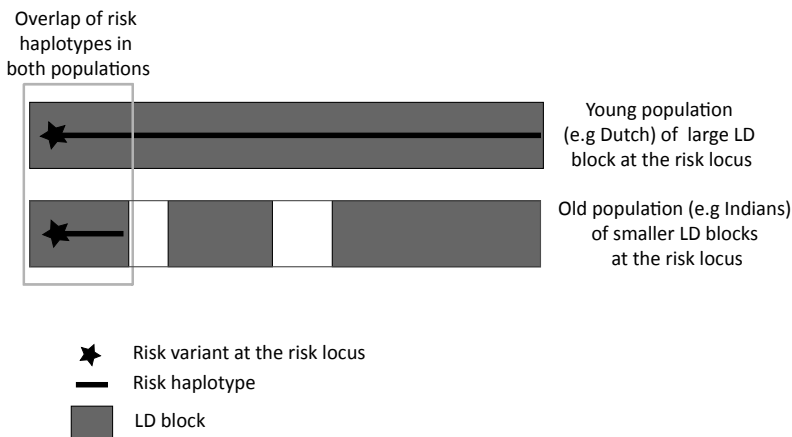 Overlap of risk
haplotypes in
both populations
Young population
(e.g Dutch) of large LD
block at the risk locus
Old population (e.g Indians)
of smaller LD blocks
at the risk locus
Risk variant at the risk locus
Risk haplotype
LD block